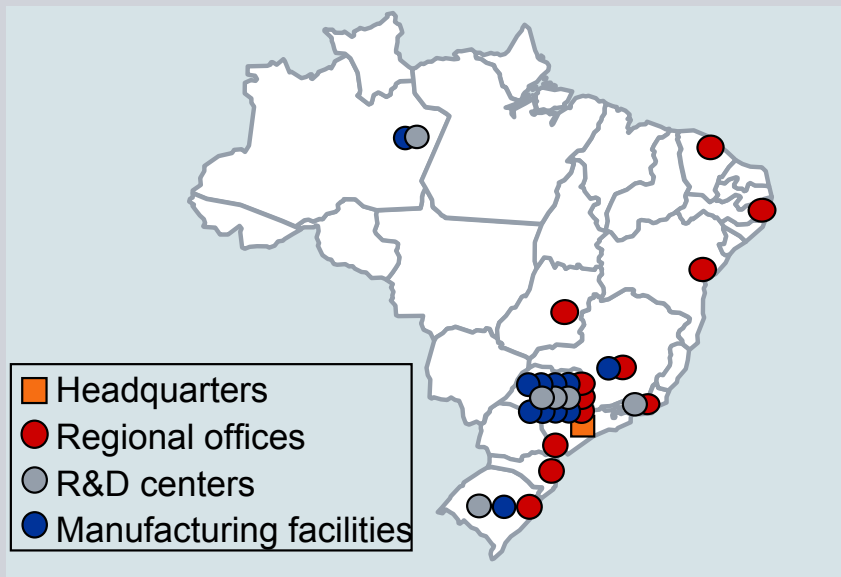 Headquarters
Regional offices
R&D centers
Manufacturing facilities